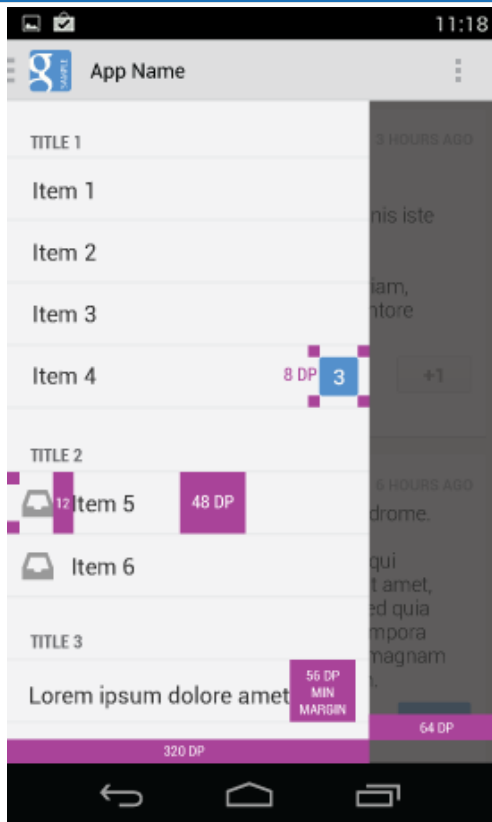 11:18
SAMPLE
App Name
TITLE 1
3 HOURS AGO
Item 1
nis iste
Item 2
iam,
Item 3
ntore
Item 4
8 DP
3
+1
TITLE 2
6 HOURS AGO
12
Item 5
48 DP
drome.
qui
Item 6
t amet,
ed quia
mpora
TITLE 3
magnam
Lorem ipsum dolore amet
56 DP
MIN
MARGIN
64 DP
320 DP